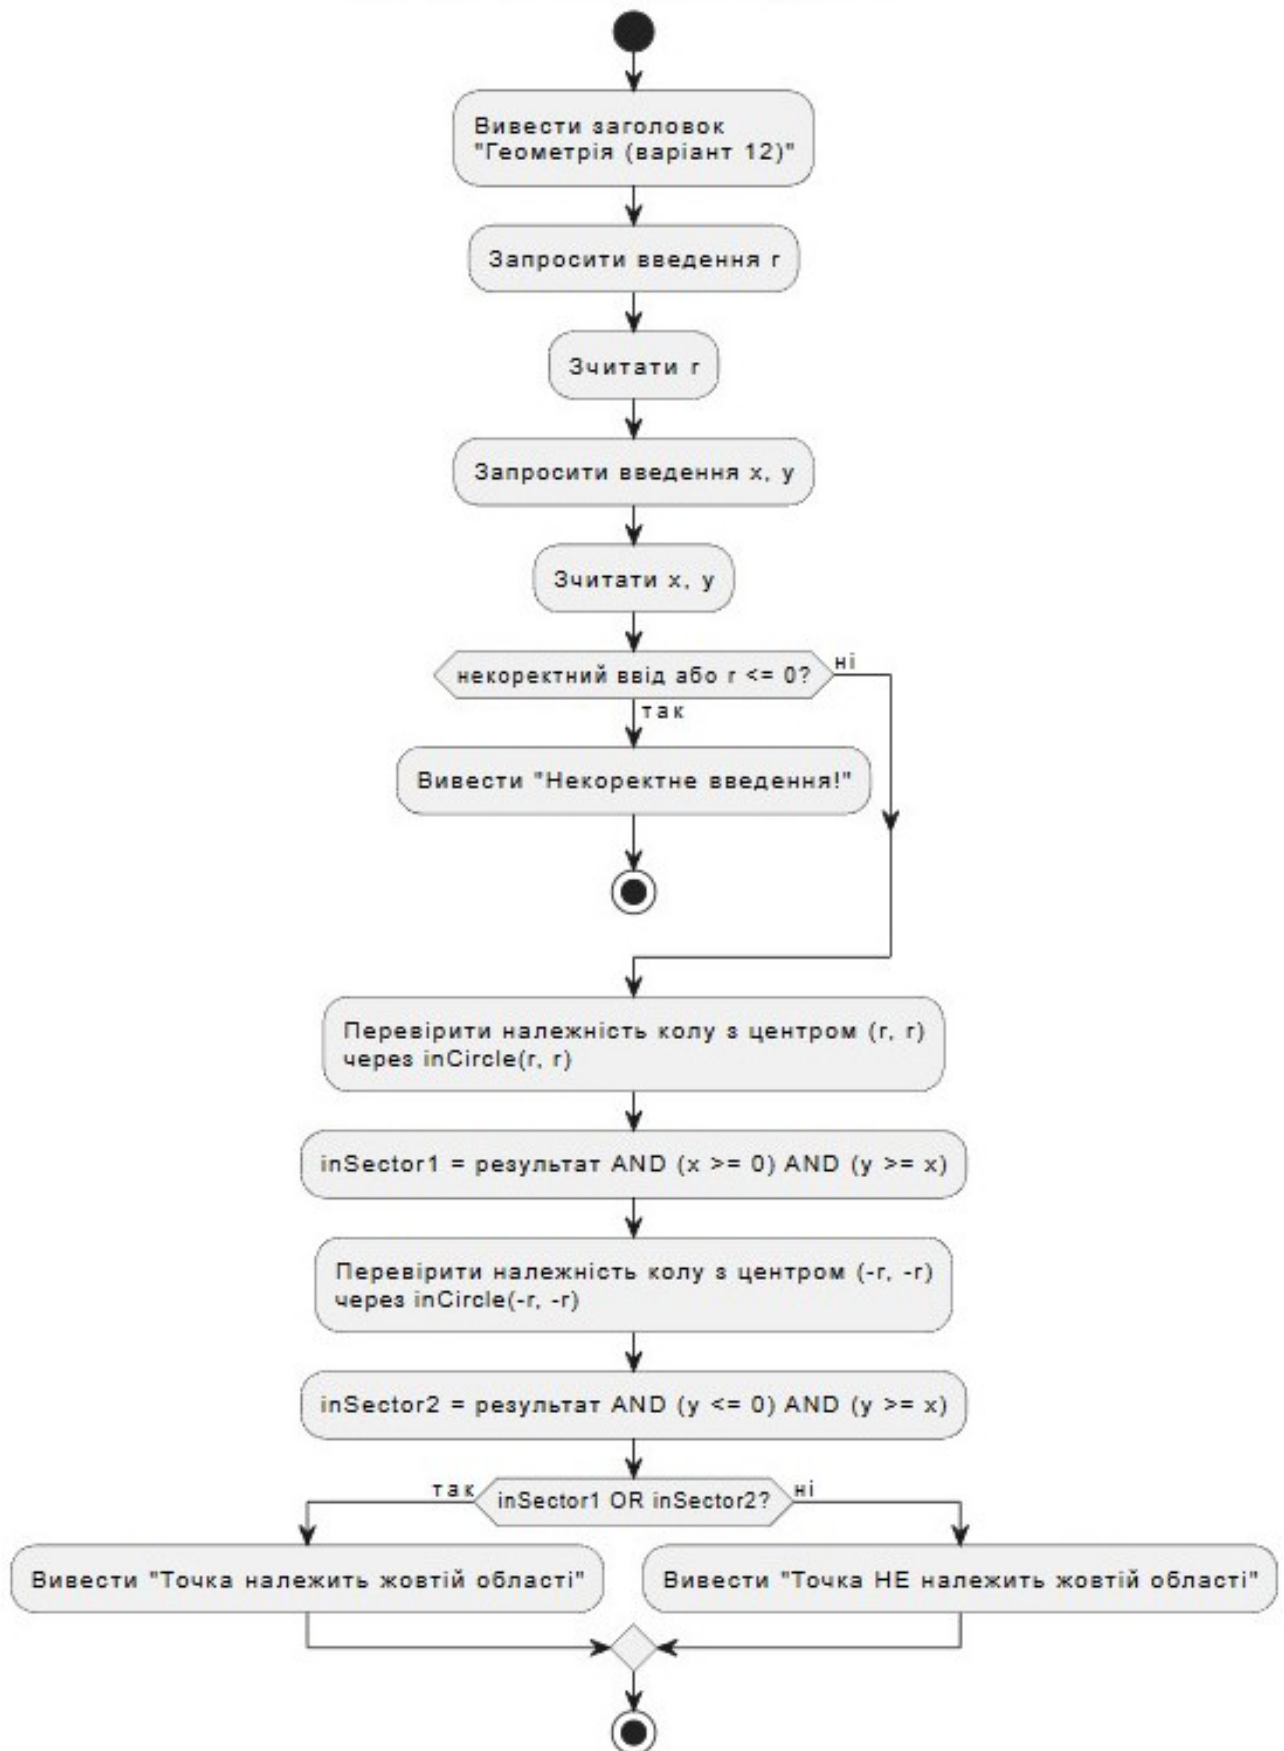 Вивести заголовок
"Геометрія (варіант 12)"
Запросити введення r
Зчитати r
Запросити введення x, y
Зчитати x, y
некоректний ввід або r <= 0?
ні
так
Вивести "Некоректне введення!"
Перевірити належність колу з центром (r, r)
через inCircle(r, r)
inSector1 = результат AND (x >= 0) AND (y >= x)
Перевірити належність колу з центром (-r, -r)
через inCircle(-r, -r)
inSector2 = результат AND (y <= 0) AND (y >= x)
так
inSector1 OR inSector2?
ні
Вивести "Точка належить жовтій області"
Вивести "Точка НЕ належить жовтій області"